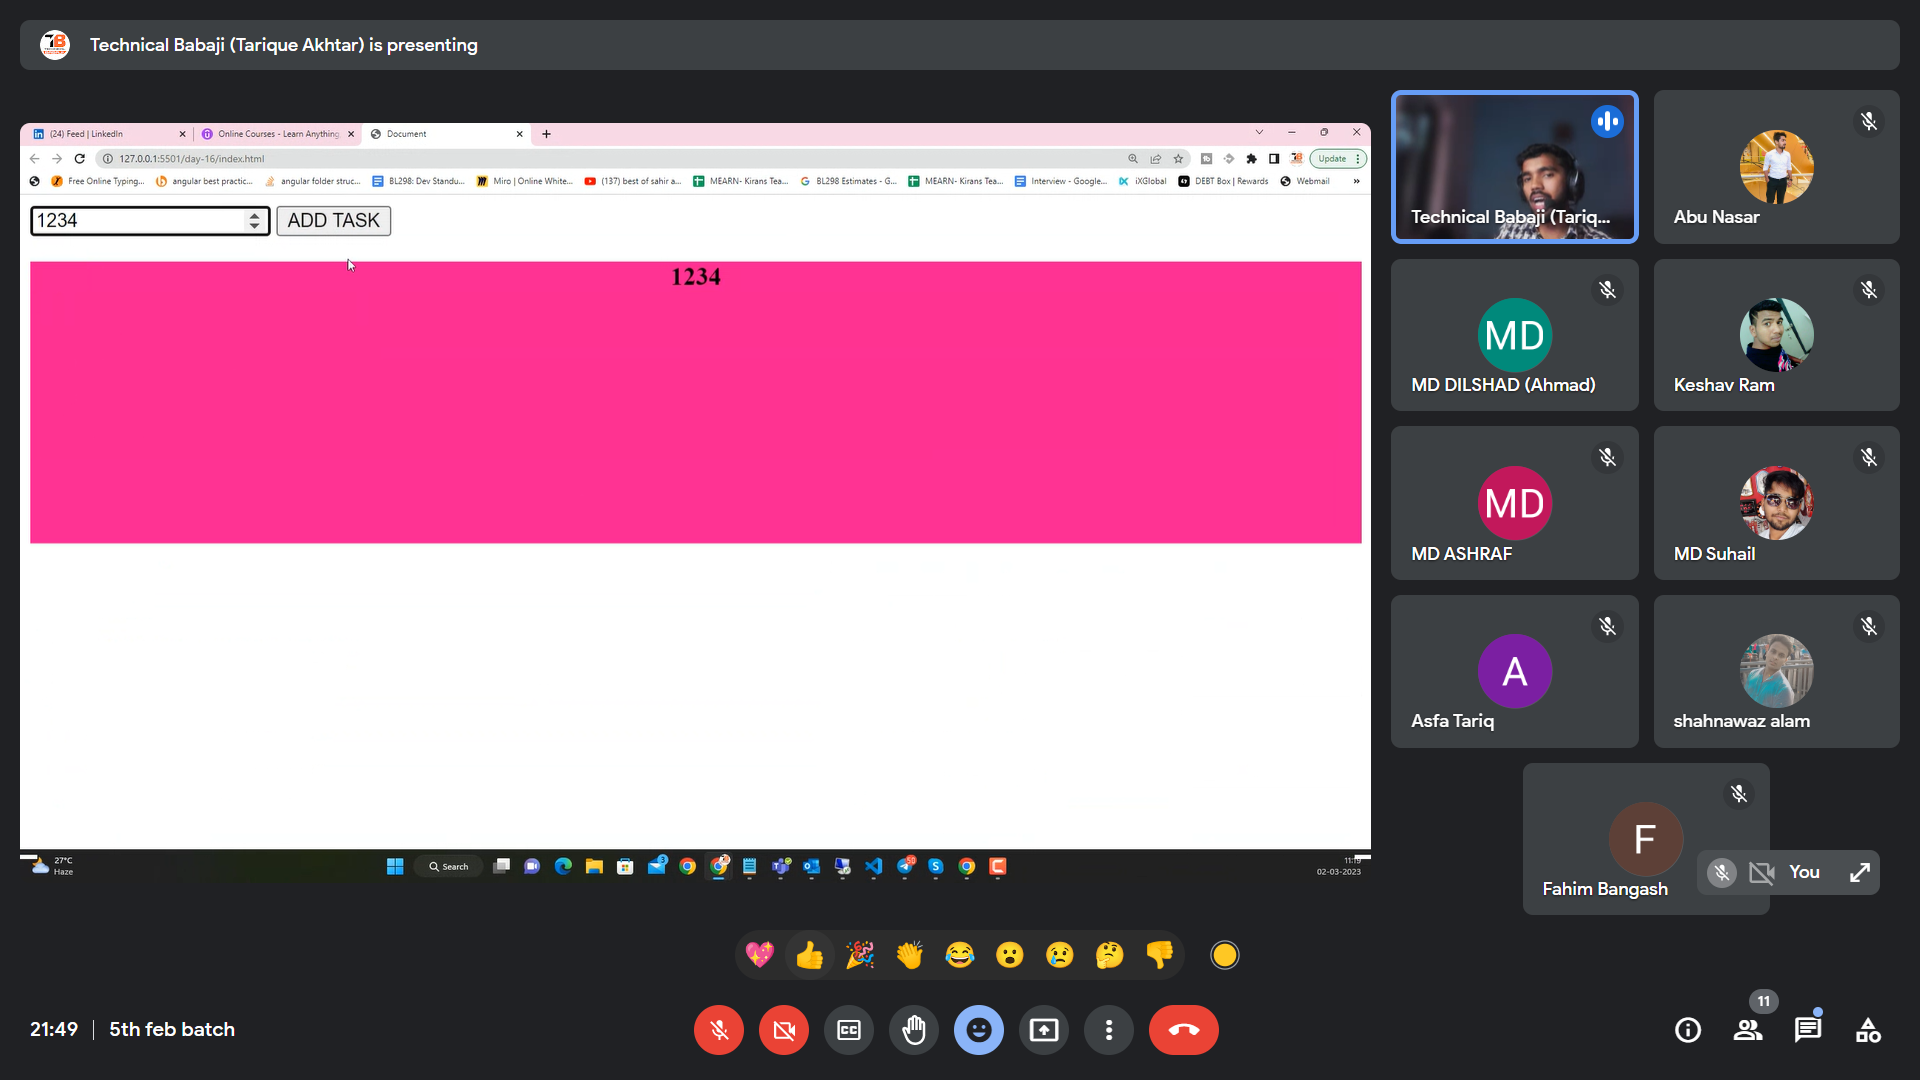 Technical Babaji (Tarique Akhtar) is presenting
(24) Feed | LinkedIn
Online Courses - Learn Anything
Document
127.0.0.1:5501/day-16/index.html
Update
Free Online Typing...
angular best practic...
angular folder struc...
BL298: Dev Standu...
Miro | Online White...
(137) best of sahir a...
MEARN- Kirans Tea...
BL298 Estimates - G...
MEARN- Kirans Tea...
Interview - Google...
iXGlobal
DEBT Box | Rewards
Webmail
1234
ADD TASK
1234
27°C
Haze
Search
02-03-2023
Technical Babaji (Tariq...
Abu Nasar
MD
MD DILSHAD (Ahmad)
Keshav Ram
MD
MD ASHRAF
MD Suhail
A
Asfa Tariq
shahnawaz alam
F
Fahim Bangash
You
21:49
5th feb batch
CC
11